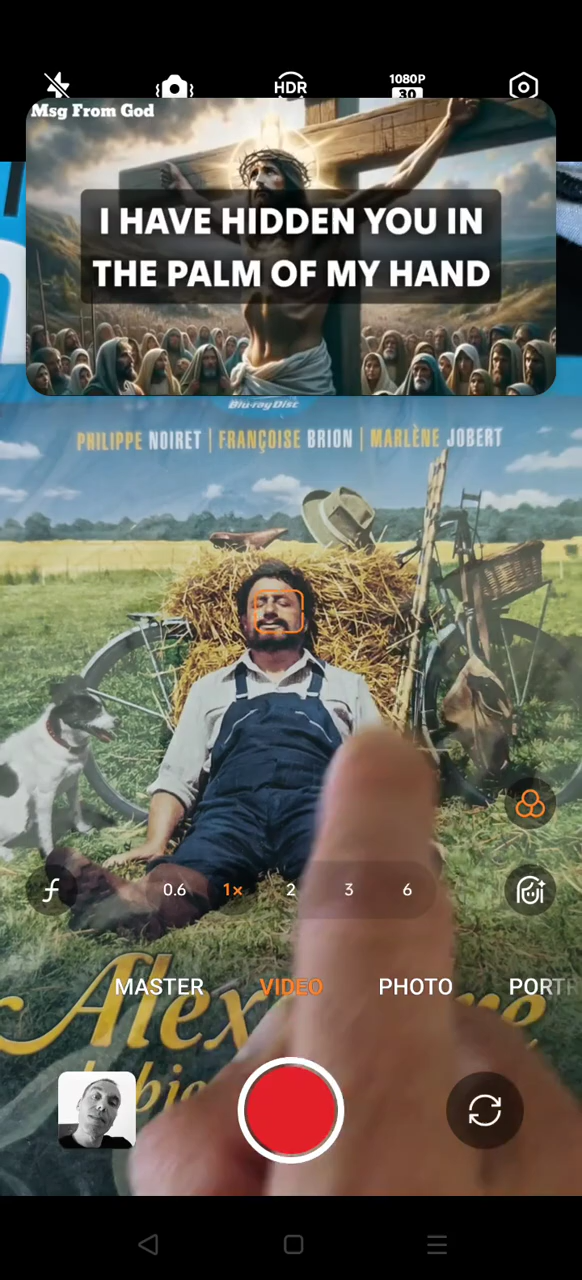 HDR
1080P
30
Msg From God
I HAVE HIDDEN YOU IN
THE PALM OF MY HAND
Blu-ray Disc
PHILIPPE NOIRET | FRANÇOISE BRION | MARLÈNE JOBERT
0.6 1× 2 3 6
MASTER VIDEO PHOTO PORTR